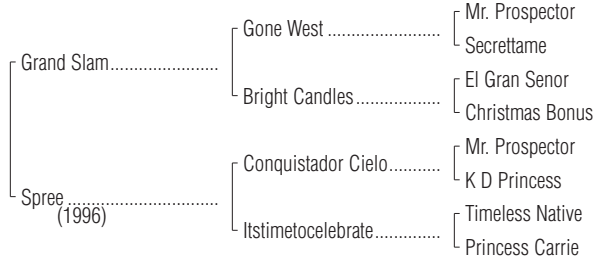 Mr. Prospector
Gone West ....................
Secrettame
Grand Slam......................
El Gran Senor
Bright Candles.................
Christmas Bonus
Mr. Prospector
Conquistador Cielo..........
K D Princess
Spree ..............................
(1996)
Timeless Native
Itstimetocelebrate.............
Princess Carrie